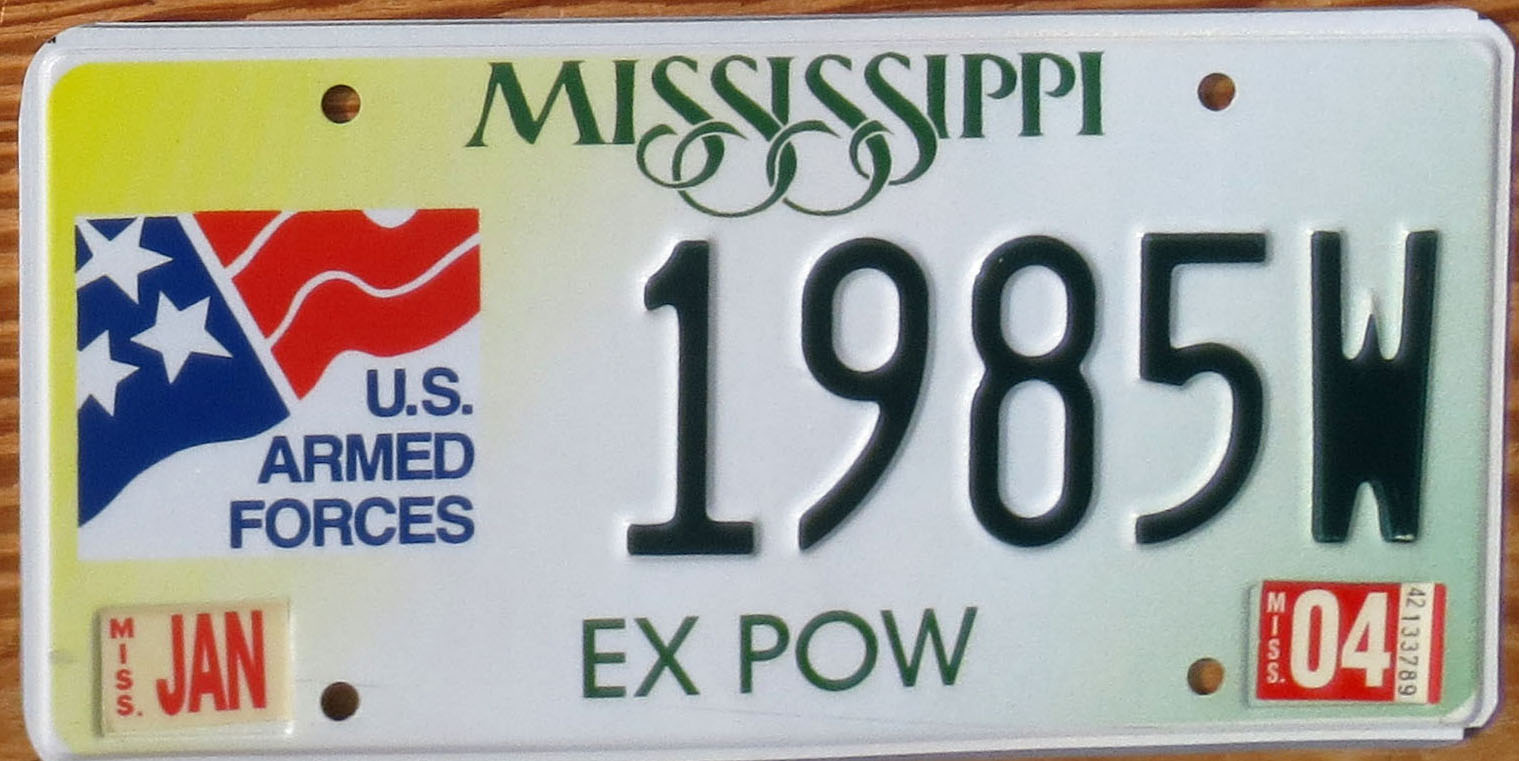 MISSISSIPPI
U.S.
ARMED
FORCES
1985W
EX POW
MISS. JAN
MISS. 04 42133789